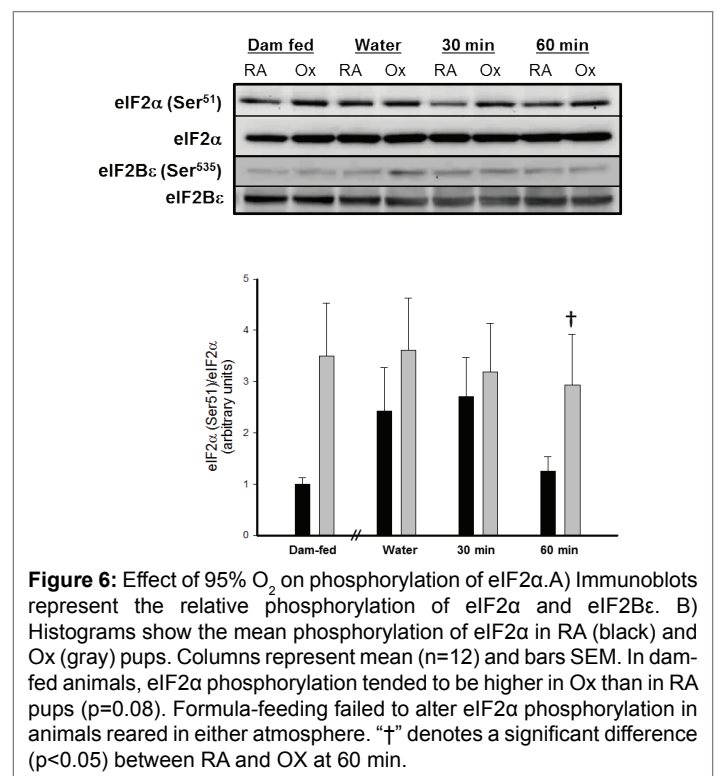 Dam fed Water 30 min 60 min
RA Ox RA Ox RA Ox RA Ox
eIF2α (Ser⁵¹)
eIF2α
eIF2Bε (Ser⁵³⁵)
eIF2Bε
5
†
4
3
2
1
0
eIF2α (Ser51)/eIF2α
(arbitrary units)
Dam-fed Water 30 min 60 min
Figure 6: Effect of 95% O₂ on phosphorylation of eIF2α.A) Immunoblots
represent the relative phosphorylation of eIF2α and eIF2Bε. B)
Histograms show the mean phosphorylation of eIF2α in RA (black) and
Ox (gray) pups. Columns represent mean (n=12) and bars SEM. In dam-
fed animals, eIF2α phosphorylation tended to be higher in Ox than in RA
pups (p=0.08). Formula-feeding failed to alter eIF2α phosphorylation in
animals reared in either atmosphere. “†” denotes a significant difference
(p<0.05) between RA and OX at 60 min.